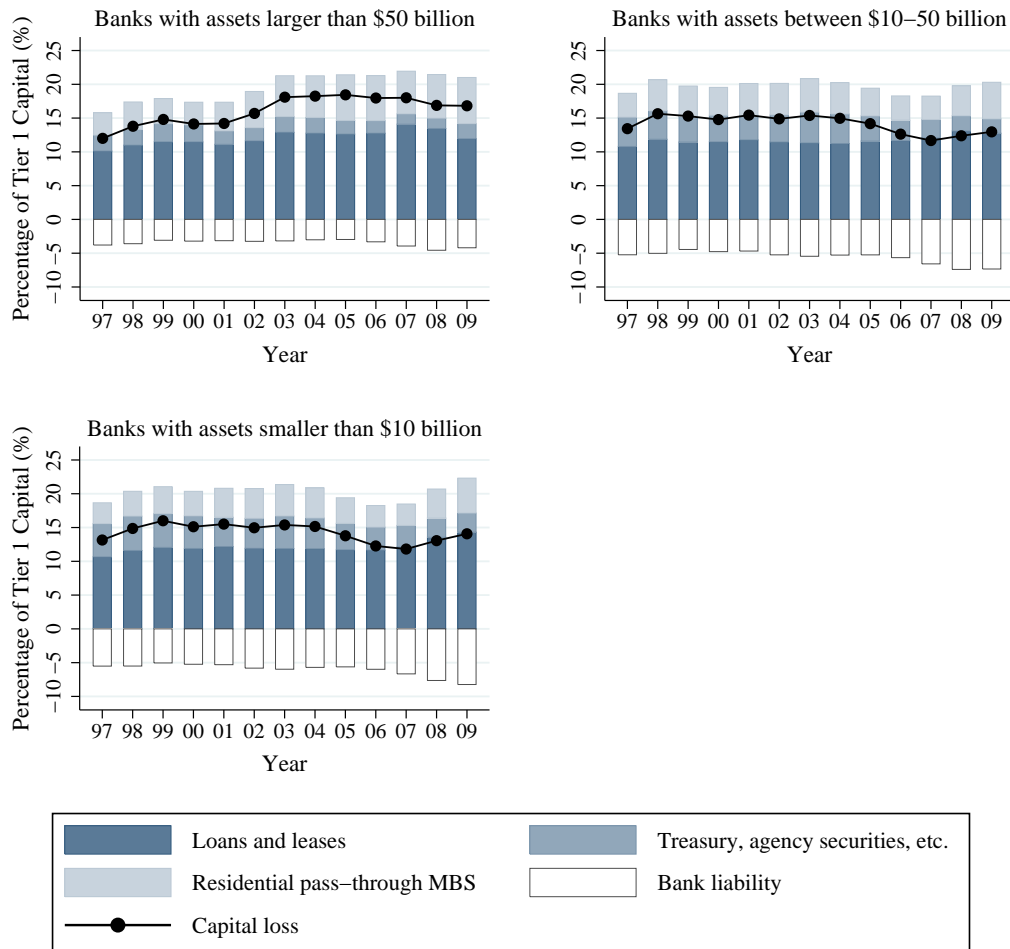 Banks with assets larger than $50 billion
Percentage of Tier 1 Capital (%)
25
20
15
10
5
0
−5
−10
97 98 99 00 01 02 03 04 05 06 07 08 09
Year
Banks with assets between $10−50 billion
25
20
15
10
5
0
−5
−10
97 98 99 00 01 02 03 04 05 06 07 08 09
Year
Banks with assets smaller than $10 billion
Percentage of Tier 1 Capital (%)
25
20
15
10
5
0
−5
−10
97 98 99 00 01 02 03 04 05 06 07 08 09
Year
Loans and leases
Treasury, agency securities, etc.
Residential pass−through MBS
Bank liability
Capital loss